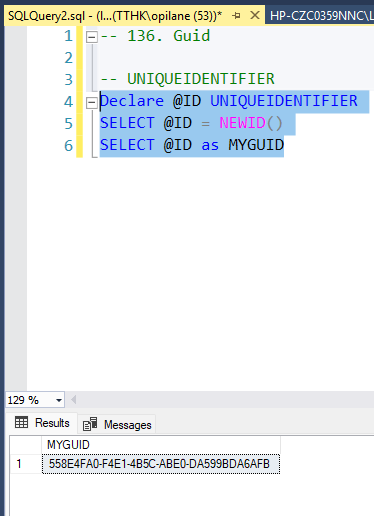 SQLQuery2.sql - (l...(TTHK\opilane (53))*
HP-CZC0359NNC\L
1 -- 136. Guid
2
3 -- UNIQUEIDENTIFIER
4 Declare @ID UNIQUEIDENTIFIER
5 SELECT @ID = NEWID()
6 SELECT @ID as MYGUID
129 %
Results Messages
MYGUID
1 558E4FA0-F4E1-4B5C-ABE0-DA599BDA6AFB